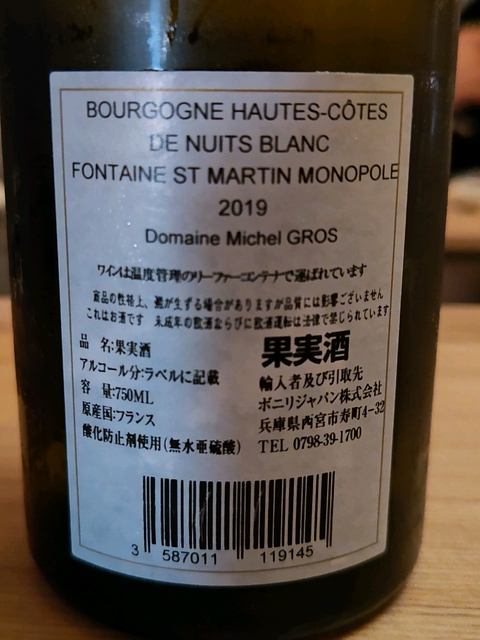 BOURGOGNE HAUTES-CÔTES
DE NUITS BLANC
FONTAINE ST MARTIN MONOPOLE
2019
Domaine Michel GROS
ワインは温度管理のリーファーコンテナで運ばれています
商品の性格上、澱が生ずる場合がありますが品質には影響ございません
これはお酒です 未成年の飲酒ならびに飲酒運転は法律で禁じられています
品 名:果実酒
アルコール分:ラベルに記載
容 量:750ML
原産国:フランス
酸化防止剤使用(無水亜硫酸)
果実酒
輸入者及び引取先
ボニリジャパン株式会社
兵庫県西宮市寿町4-32
TEL 0798-39-1700
3 587011 119145